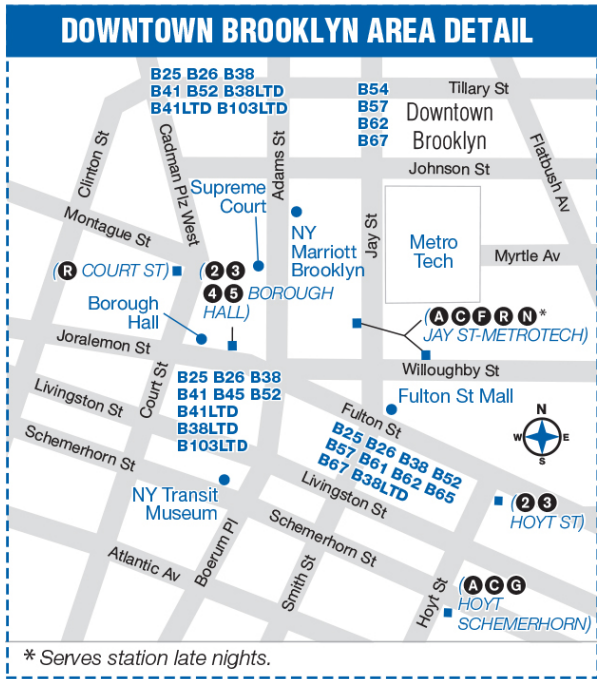 DOWNTOWN BROOKLYN AREA DETAIL
B25 B26 B38
B41 B52 B38LTD
B41LTD B103LTD
B54
B57
B62
B67
Tillary St
Downtown
Brooklyn
Clinton St
Cadman Plz West
Adams St
Flatbush Av
Johnson St
Supreme
Court
Montague St
NY
Marriott
Brooklyn
Jay St
Metro
Tech
Myrtle Av
(R COURT ST)
(2 3
4 5 BOROUGH
HALL)
Borough
Hall
(A C F R N*
JAY ST-METROTECH)
Joralemon St
Willoughby St
Court St
B25 B26 B38
B41 B45 B52
B41LTD
B38LTD
B103LTD
Livingston St
Fulton St Mall
Fulton St
N
W E
S
B25 B26 B38 B52
B57 B61 B62 B65
B67 B38LTD
Schemerhorn St
NY Transit
Museum
Livingston St
(2 3
HOYT ST)
Schemerhorn St
Boerum Pl
Atlantic Av
Smith St
Hoyt St
(A C G
HOYT
SCHEMERHORN)
* Serves station late nights.